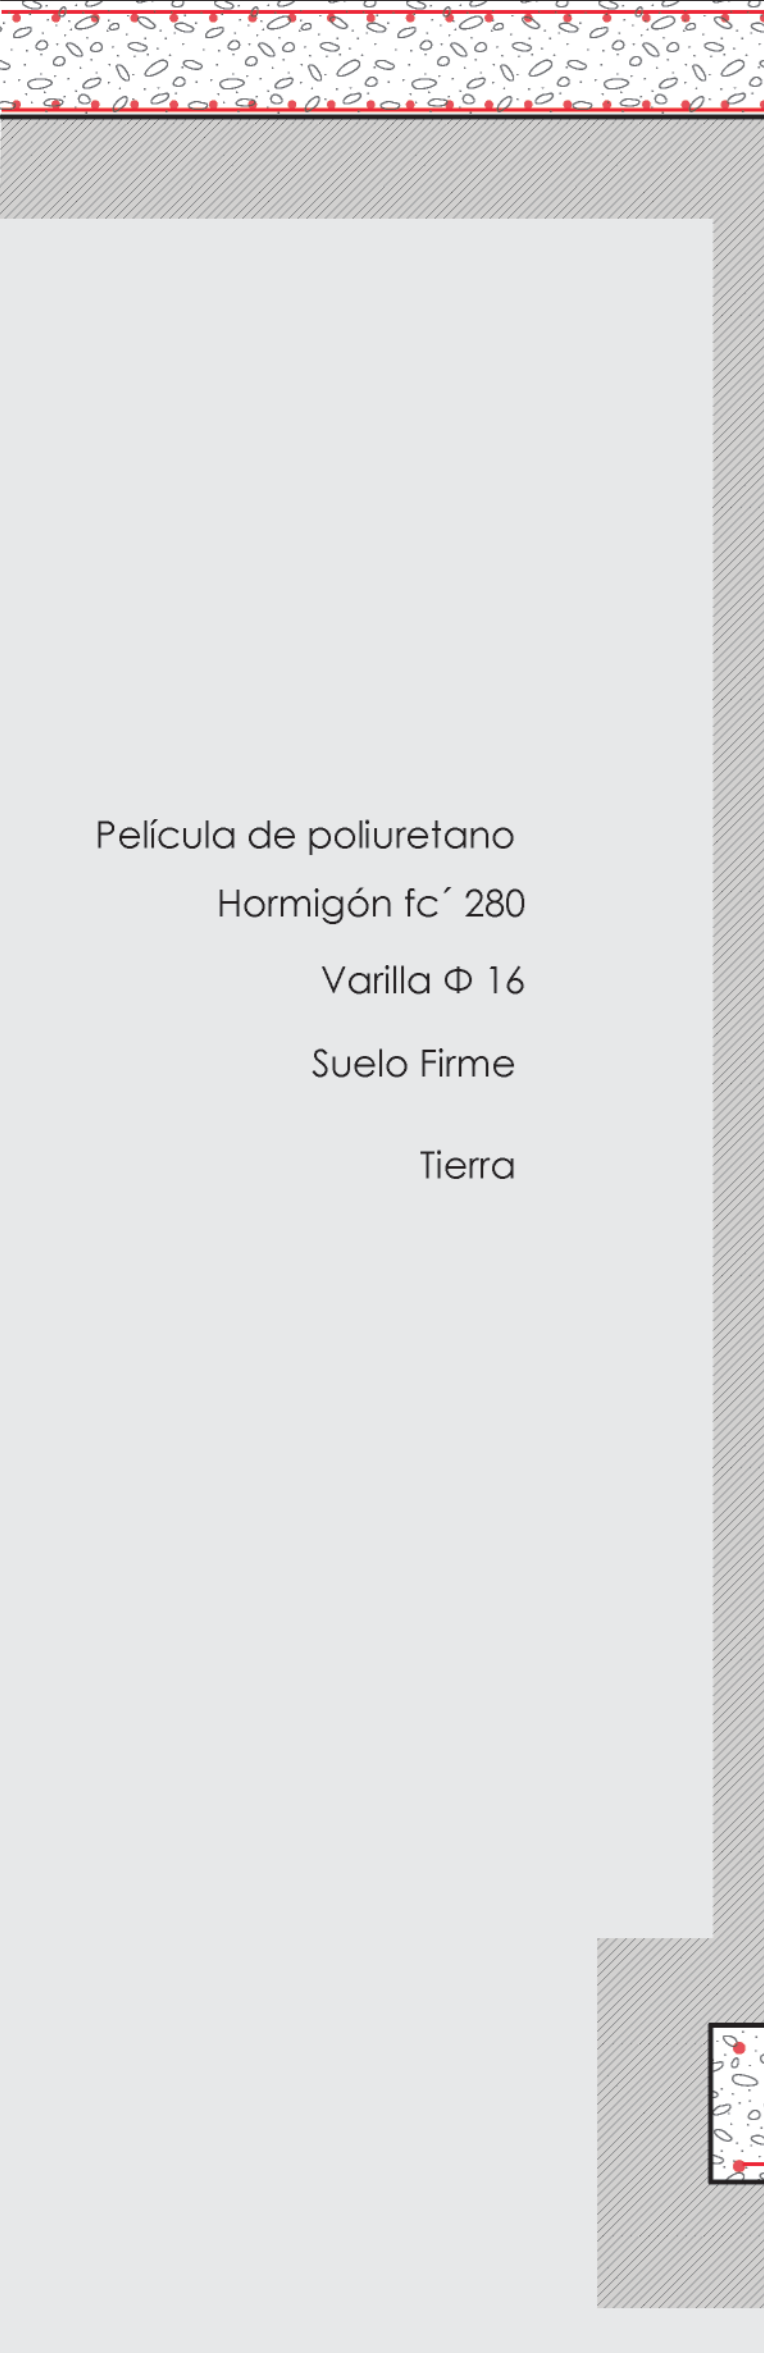 Película de poliuretano
Hormigón fc´ 280
Varilla Φ 16
Suelo Firme
Tierra